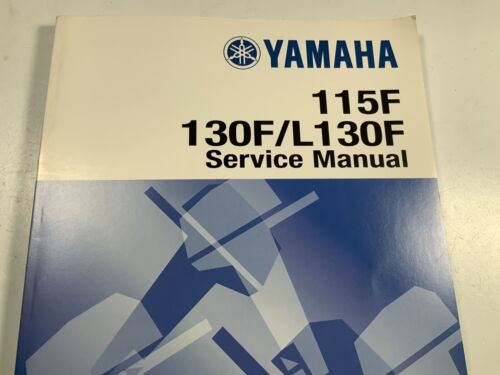 YAMAHA
115F
130F/L130F
Service Manual